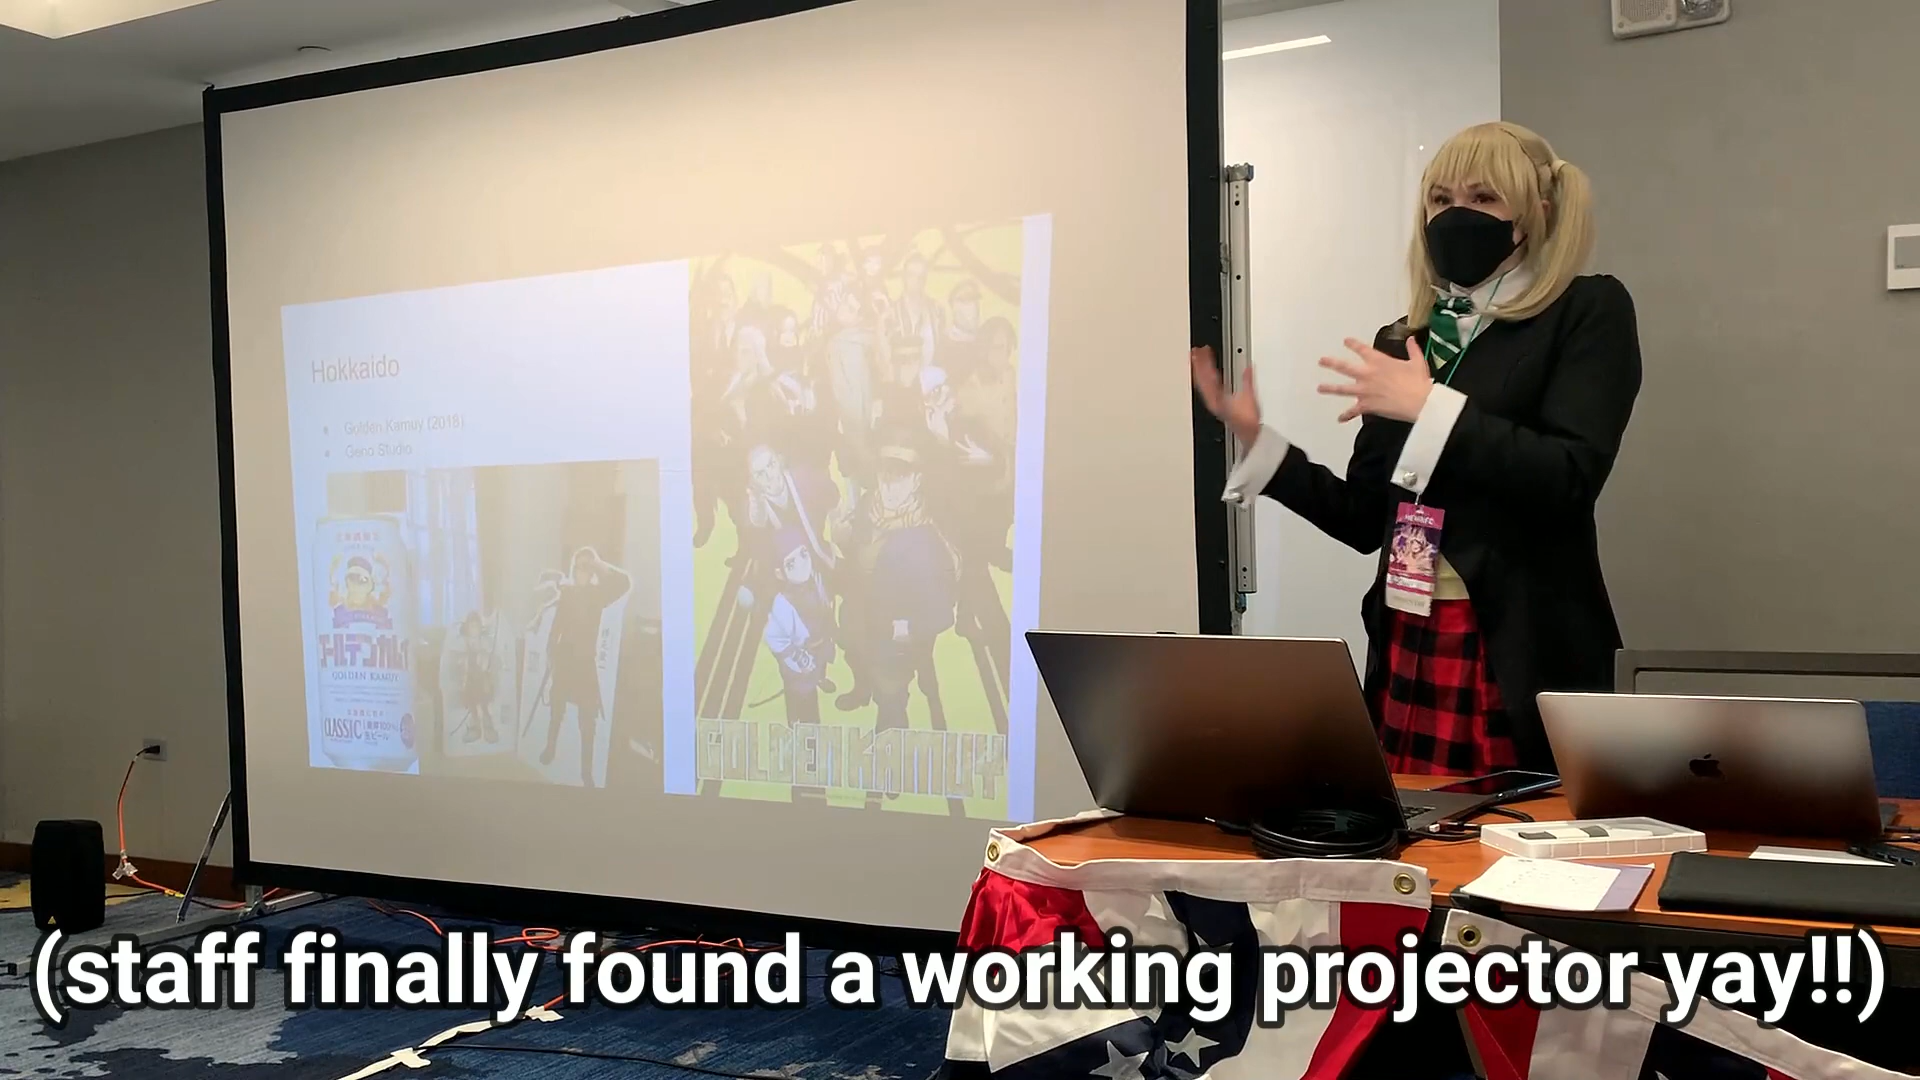 Hokkaido
Golden Kamuy (2018)
Geno Studio
ゴールデンカムイ
GOLDEN KAMUY
CLASSIC
GOLDEN KAMUY
(staff finally found a working projector yay!!)